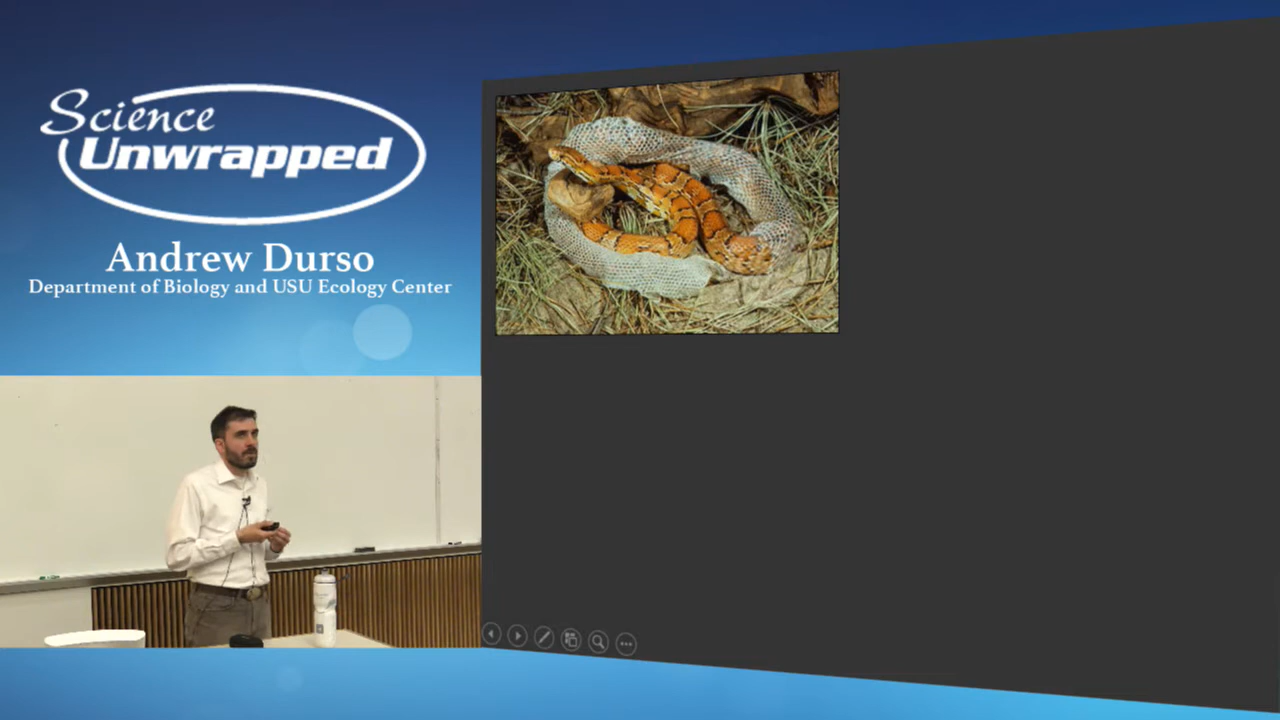 Science
Unwrapped
Andrew Durso
Department of Biology and USU Ecology Center